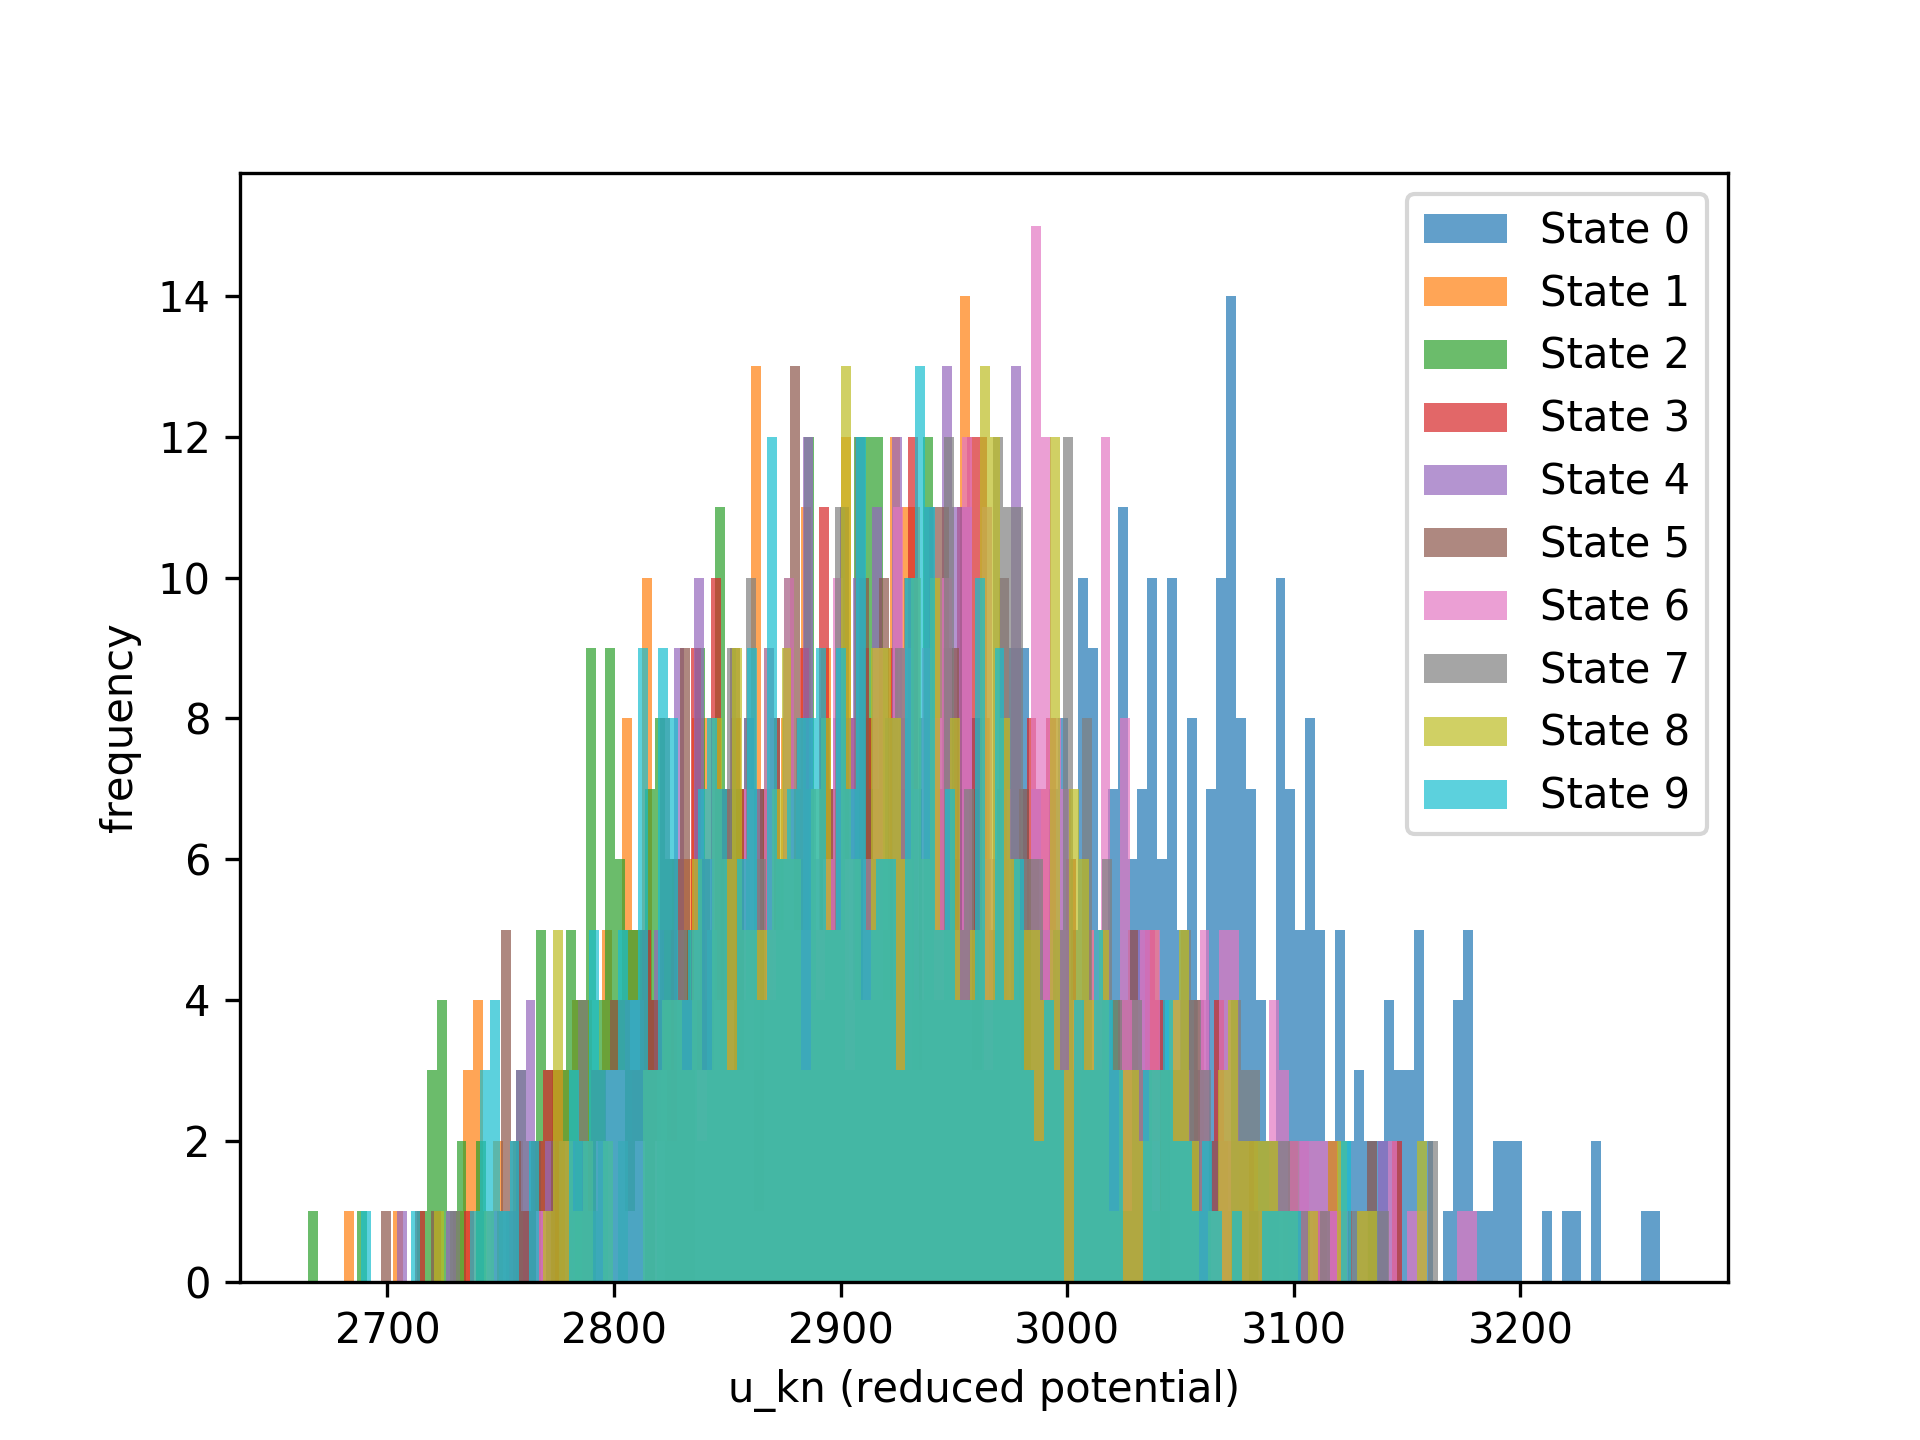 State 0
State 1
State 2
State 3
State 4
State 5
State 6
State 7
State 8
State 9
14
12
10
8
6
4
2
0
frequency
2700 2800 2900 3000 3100 3200
u_kn (reduced potential)